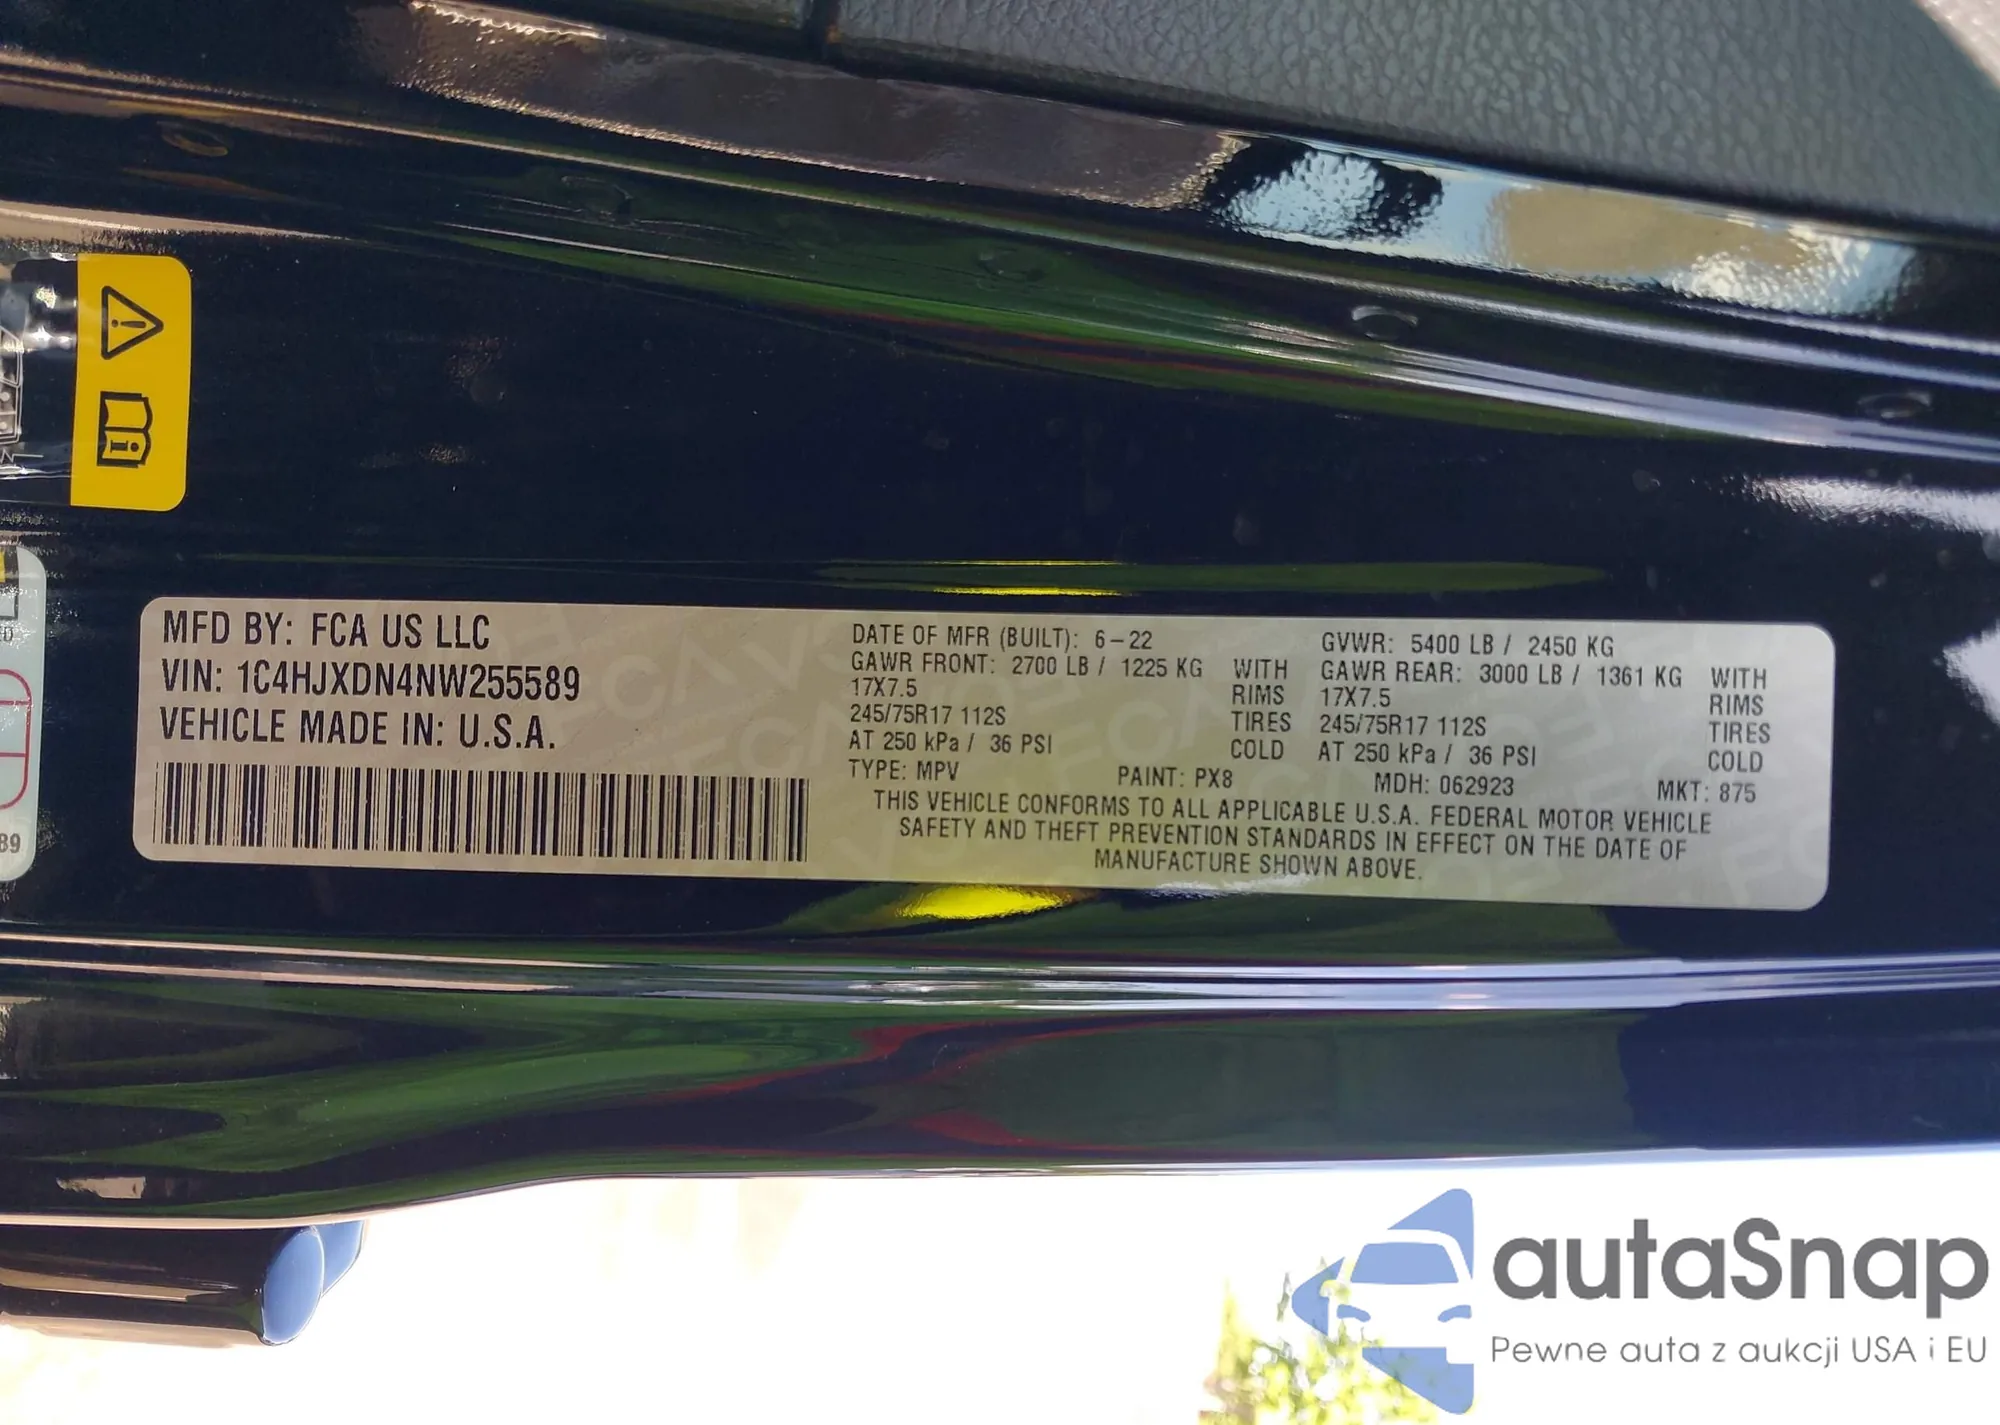 MFD BY: FCA US LLC
VIN: 1C4HJXDN4NW255589
VEHICLE MADE IN: U.S.A.
DATE OF MFR (BUILT): 6-22 GVWR: 5400 LB / 2450 KG
GAWR FRONT: 2700 LB / 1225 KG WITH GAWR REAR: 3000 LB / 1361 KG WITH
17X7.5 RIMS 17X7.5 RIMS
245/75R17 112S TIRES 245/75R17 112S TIRES
AT 250 kPa / 36 PSI COLD AT 250 kPa / 36 PSI COLD
TYPE: MPV PAINT: PX8 MDH: 062923 MKT: 875
THIS VEHICLE CONFORMS TO ALL APPLICABLE U.S.A. FEDERAL MOTOR VEHICLE
SAFETY AND THEFT PREVENTION STANDARDS IN EFFECT ON THE DATE OF
MANUFACTURE SHOWN ABOVE.
89
autaSnap
Pewne auta z aukcji USA i EU